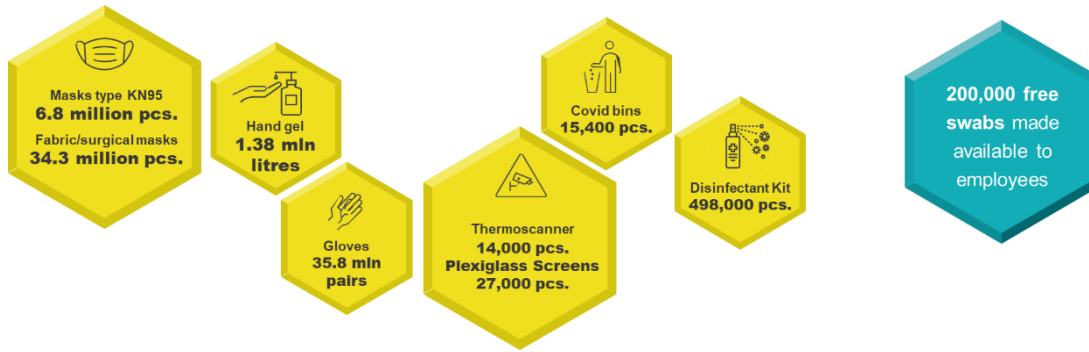 Masks type KN95
6.8 million pcs.
Fabric/surgical masks
34.3 million pcs.
Hand gel
1.38 mln
litres
Gloves
35.8 mln
pairs
Thermoscanner
14,000 pcs.
Plexiglass Screens
27,000 pcs.
Covid bins
15,400 pcs.
Disinfectant Kit
498,000 pcs.
200,000 free
swabs made
available to
employees